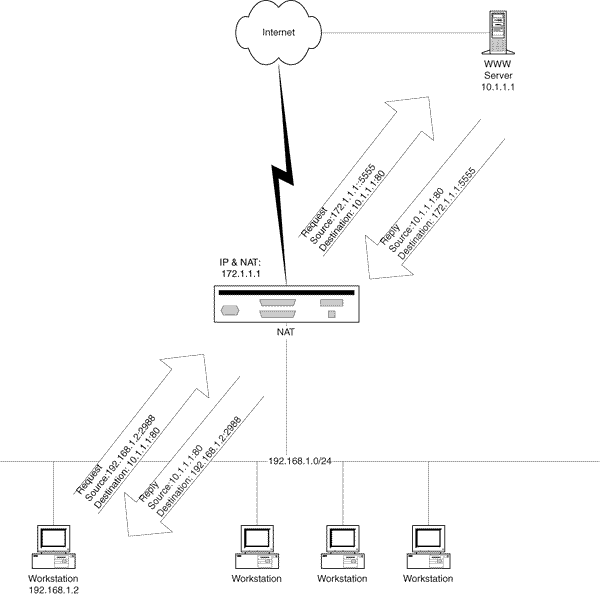 Internet
WWW
Server
10.1.1.1
Request
Source:172.1.1.1::5555
Destination: 10.1.1.1:80
Reply
Source:10.1.1.1:80
Destination: 172.1.1.1:5555
IP & NAT:
172.1.1.1
NAT
Request
Source:192.168.1.2:2988
Destination: 10.1.1.1:80
Reply
Source:10.1.1.1:80
Destination: 192.168.1.2:2988
192.168.1.0/24
Workstation
192.168.1.2
Workstation
Workstation
Workstation